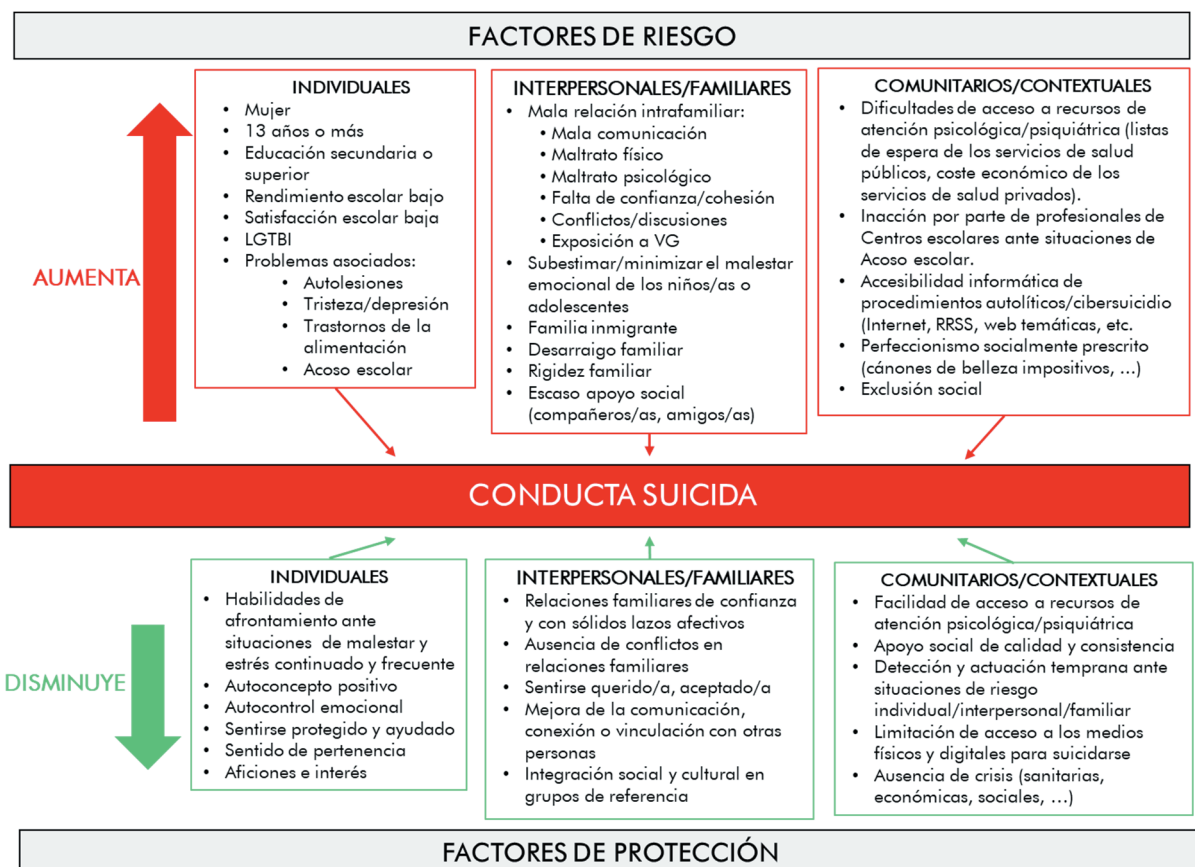 FACTORES DE RIESGO
AUMENTA
INDIVIDUALES
• Mujer
• 13 años o más
• Educación secundaria o
superior
• Rendimiento escolar bajo
• Satisfacción escolar baja
• LGTBI
• Problemas asociados:
• Autolesiones
• Tristeza/depresión
• Trastornos de la
alimentación
• Acoso escolar
INTERPERSONALES/FAMILIARES
• Mala relación intrafamiliar:
• Mala comunicación
• Maltrato físico
• Maltrato psicológico
• Falta de confianza/cohesión
• Conflictos/discusiones
• Exposición a VG
• Subestimar/minimizar el malestar
emocional de los niños/as o
adolescentes
• Familia inmigrante
• Desarraigo familiar
• Rigidez familiar
• Escaso apoyo social
(compañeros/as, amigos/as)
COMUNITARIOS/CONTEXTUALES
• Dificultades de acceso a recursos de
atención psicológica/psiquiátrica (listas
de espera de los servicios de salud
públicos, coste económico de los
servicios de salud privados).
• Inacción por parte de profesionales de
Centros escolares ante situaciones de
Acoso escolar.
• Accesibilidad informática de
procedimientos autolíticos/cibersuicidio
(Internet, RRSS, web temáticas, etc.
• Perfeccionismo socialmente prescrito
(cánones de belleza impositivos, ...)
• Exclusión social
CONDUCTA SUICIDA
DISMINUYE
INDIVIDUALES
• Habilidades de
afrontamiento ante
situaciones de malestar y
estrés continuado y frecuente
• Autoconcepto positivo
• Autocontrol emocional
• Sentirse protegido y ayudado
• Sentido de pertenencia
• Aficiones e interés
INTERPERSONALES/FAMILIARES
• Relaciones familiares de confianza
y con sólidos lazos afectivos
• Ausencia de conflictos en
relaciones familiares
• Sentirse querido/a, aceptado/a
• Mejora de la comunicación,
conexión o vinculación con otras
personas
• Integración social y cultural en
grupos de referencia
COMUNITARIOS/CONTEXTUALES
• Facilidad de acceso a recursos de
atención psicológica/psiquiátrica
• Apoyo social de calidad y consistencia
• Detección y actuación temprana ante
situaciones de riesgo
individual/interpersonal/familiar
• Limitación de acceso a los medios
físicos y digitales para suicidarse
• Ausencia de crisis (sanitarias,
económicas, sociales, ...)
FACTORES DE PROTECCIÓN